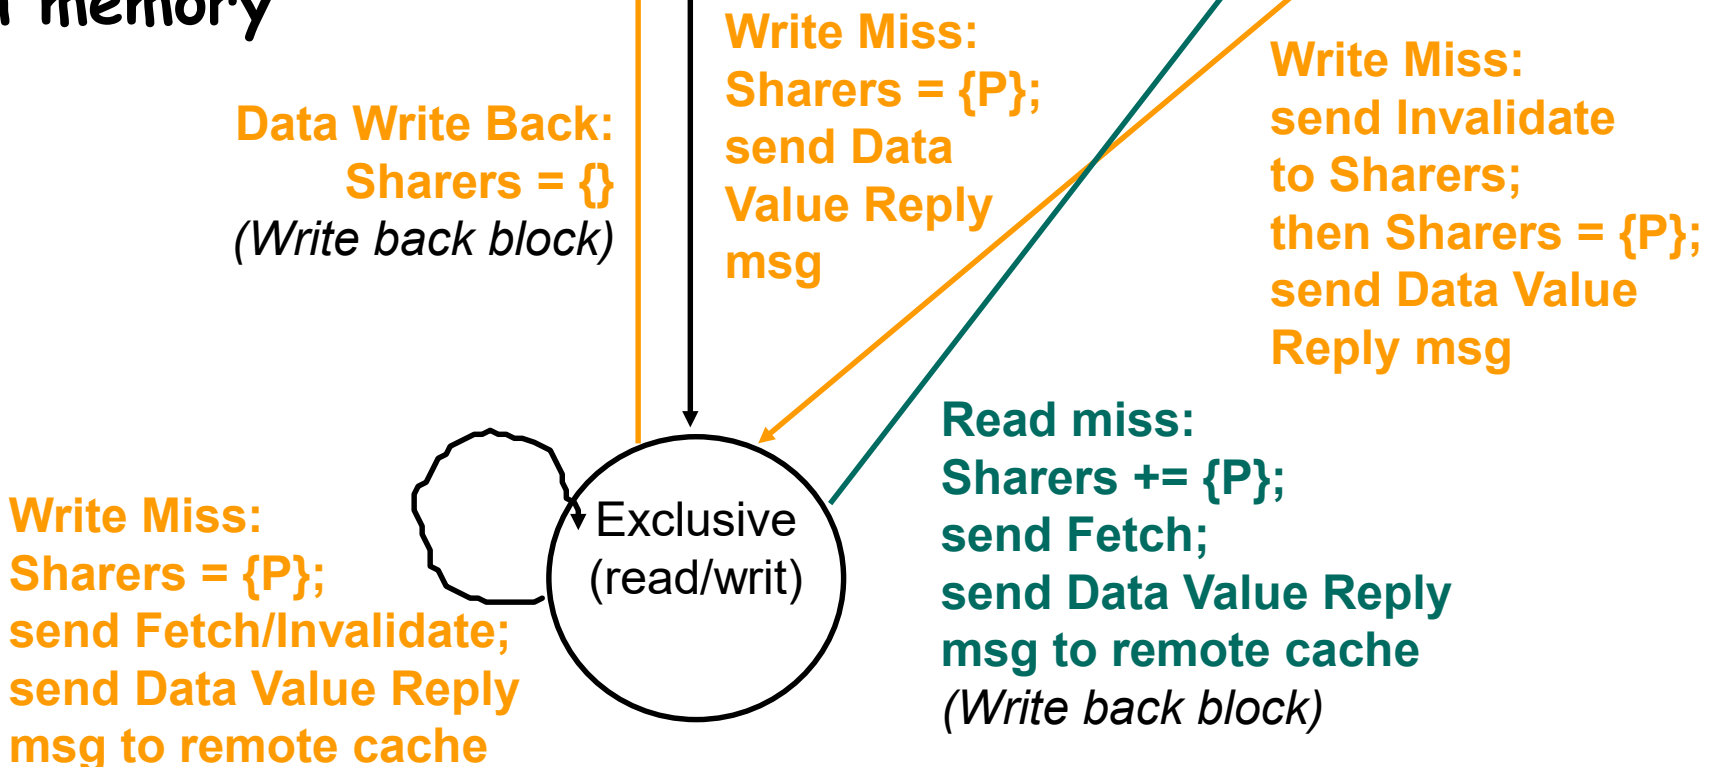 memory
Data Write Back:
Sharers = {}
(Write back block)
Write Miss:
Sharers = {P};
send Data
Value Reply
msg
Write Miss:
send Invalidate
to Sharers;
then Sharers = {P};
send Data Value
Reply msg
Write Miss:
Sharers = {P};
send Fetch/Invalidate;
send Data Value Reply
msg to remote cache
Exclusive
(read/writ)
Read miss:
Sharers += {P};
send Fetch;
send Data Value Reply
msg to remote cache
(Write back block)